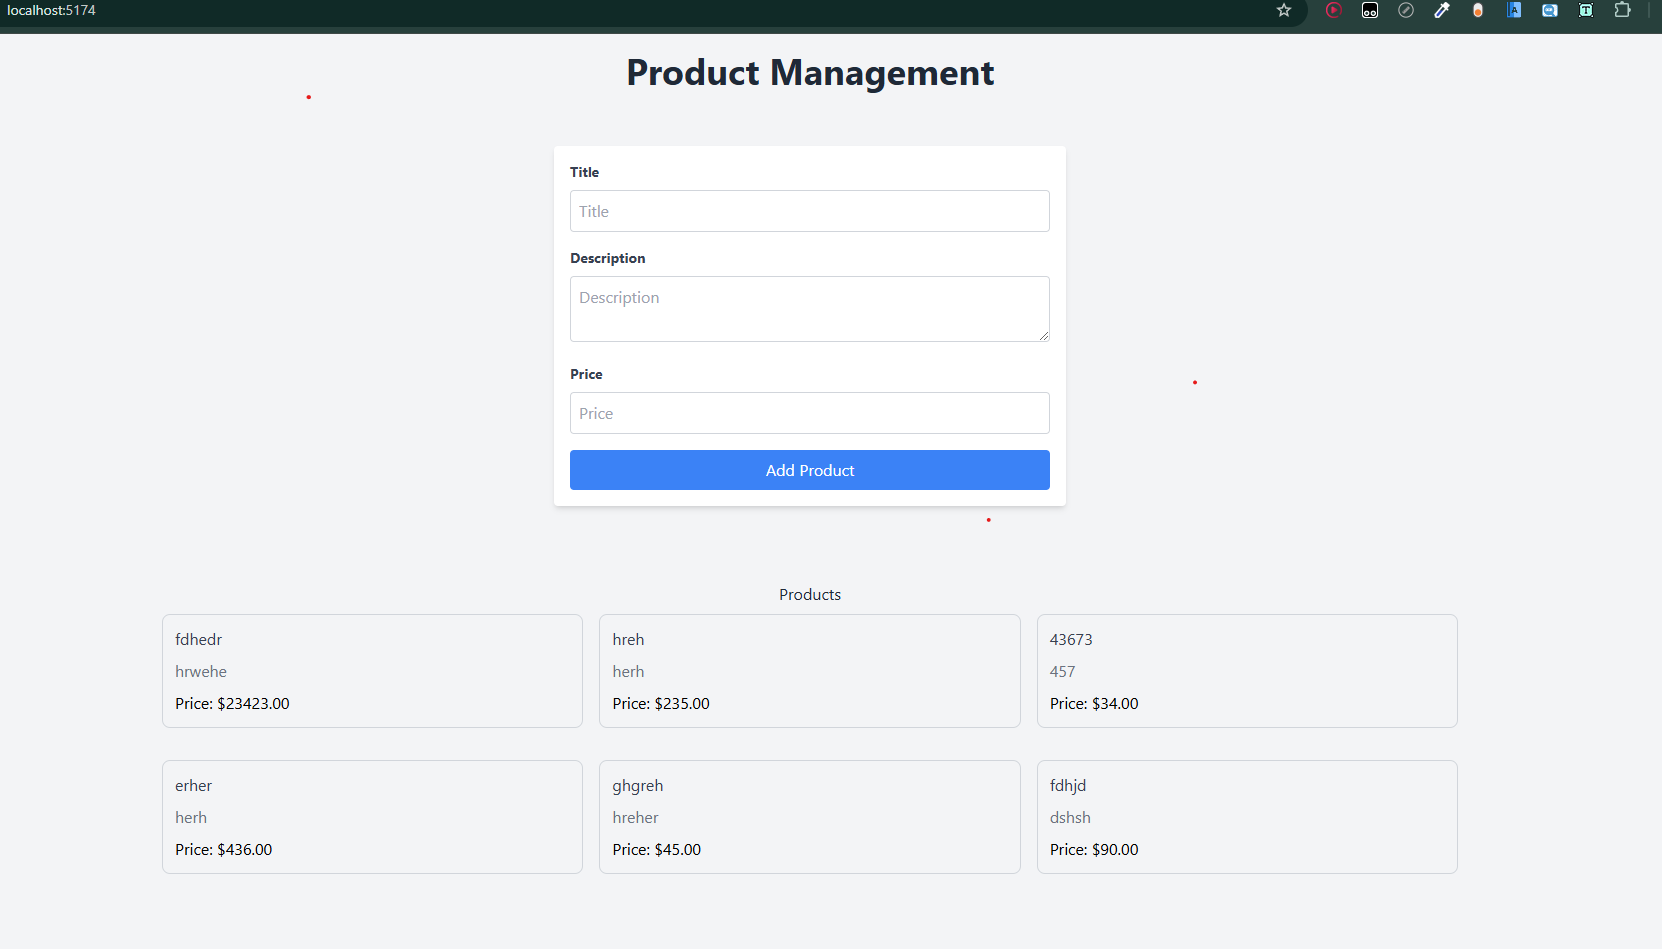 localhost:5174
Product Management
Title
Title
Description
Description
Price
Price
Add Product
Products
fdhedr
hrwehe
Price: $23423.00
hreh
herh
Price: $235.00
43673
457
Price: $34.00
erher
herh
Price: $436.00
ghgreh
hreher
Price: $45.00
fdhjd
dshsh
Price: $90.00